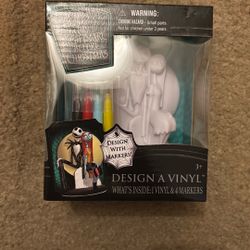 WARNING:
CHOKING HAZARD - Small parts
Not for children under 3 years
DESIGN
WITH
MARKERS!
3+
DESIGN A VINYL
WHAT'S INSIDE: 1 VINYL & 4 MARKERS